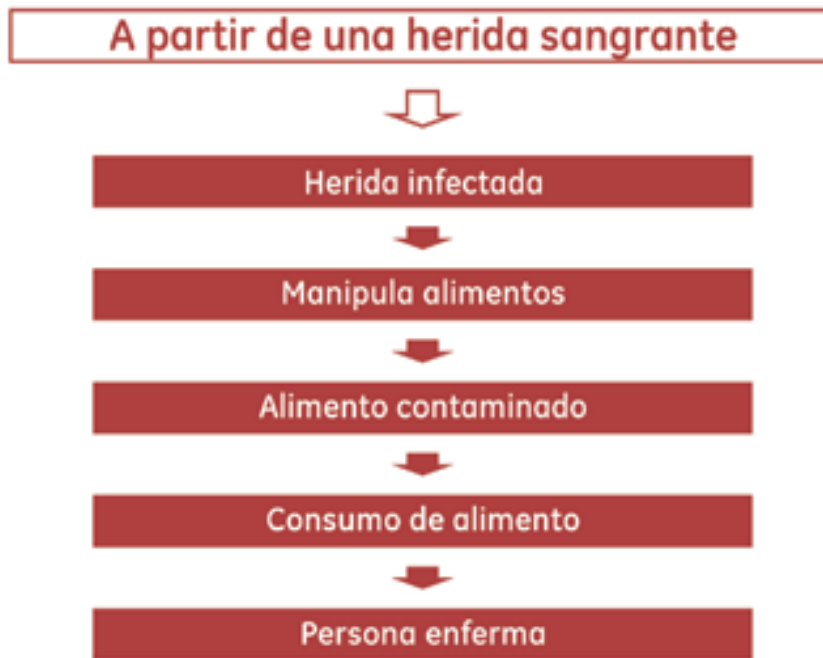 A partir de una herida sangrante
Herida infectada
Manipula alimentos
Alimento contaminado
Consumo de alimento
Persona enferma